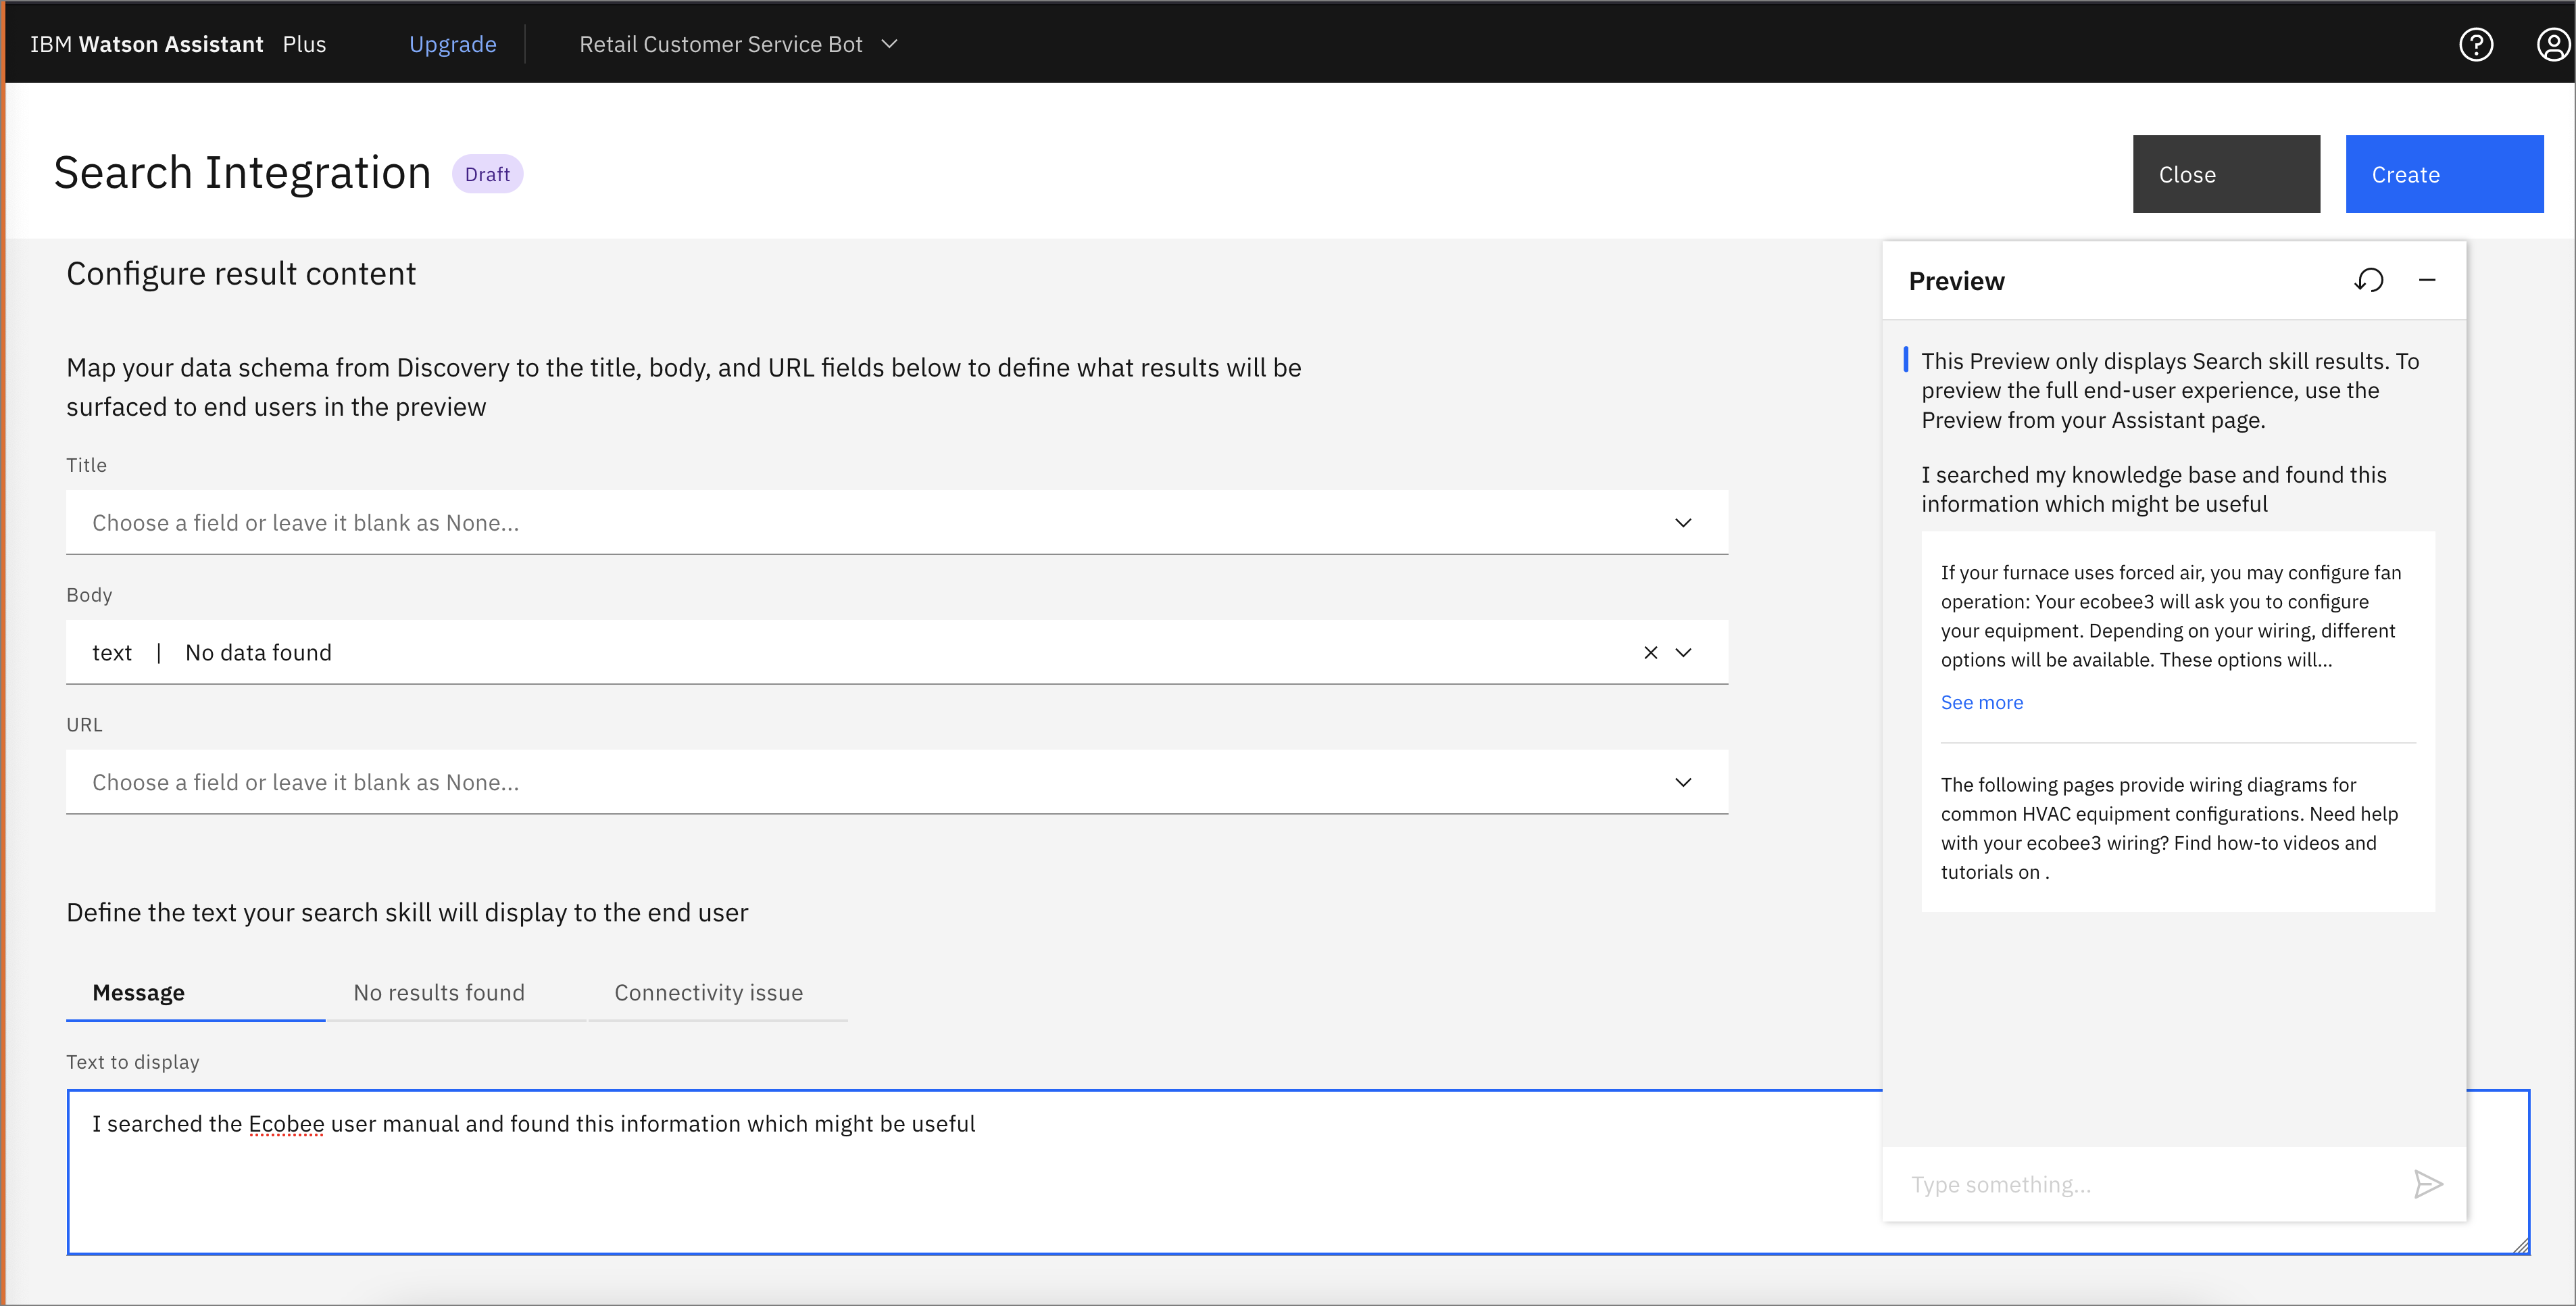 IBM Watson Assistant Plus Upgrade Retail Customer Service Bot
Search Integration Draft Close Create
Configure result content
Map your data schema from Discovery to the title, body, and URL fields below to define what results will be
surfaced to end users in the preview
Title
Choose a field or leave it blank as None...
Body
text | No data found
URL
Choose a field or leave it blank as None...
Define the text your search skill will display to the end user
Message No results found Connectivity issue
Text to display
I searched the Ecobee user manual and found this information which might be useful
Preview
This Preview only displays Search skill results. To
preview the full end-user experience, use the
Preview from your Assistant page.
I searched my knowledge base and found this
information which might be useful
If your furnace uses forced air, you may configure fan
operation: Your ecobee3 will ask you to configure
your equipment. Depending on your wiring, different
options will be available. These options will...
See more
The following pages provide wiring diagrams for
common HVAC equipment configurations. Need help
with your ecobee3 wiring? Find how-to videos and
tutorials on .
Type something...